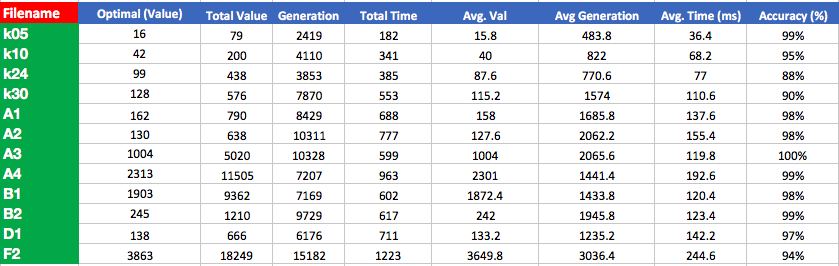 Filename Optimal (Value) Total Value Generation Total Time Avg. Val Avg Generation Avg. Time (ms) Accuracy (%)
k05 16 79 2419 182 15.8 483.8 36.4 99%
k10 42 200 4110 341 40 822 68.2 95%
k24 99 438 3853 385 87.6 770.6 77 88%
k30 128 576 7870 553 115.2 1574 110.6 90%
A1 162 790 8429 688 158 1685.8 137.6 98%
A2 130 638 10311 777 127.6 2062.2 155.4 98%
A3 1004 5020 10328 599 1004 2065.6 119.8 100%
A4 2313 11505 7207 963 2301 1441.4 192.6 99%
B1 1903 9362 7169 602 1872.4 1433.8 120.4 98%
B2 245 1210 9729 617 242 1945.8 123.4 99%
D1 138 666 6176 711 133.2 1235.2 142.2 97%
F2 3863 18249 15182 1223 3649.8 3036.4 244.6 94%